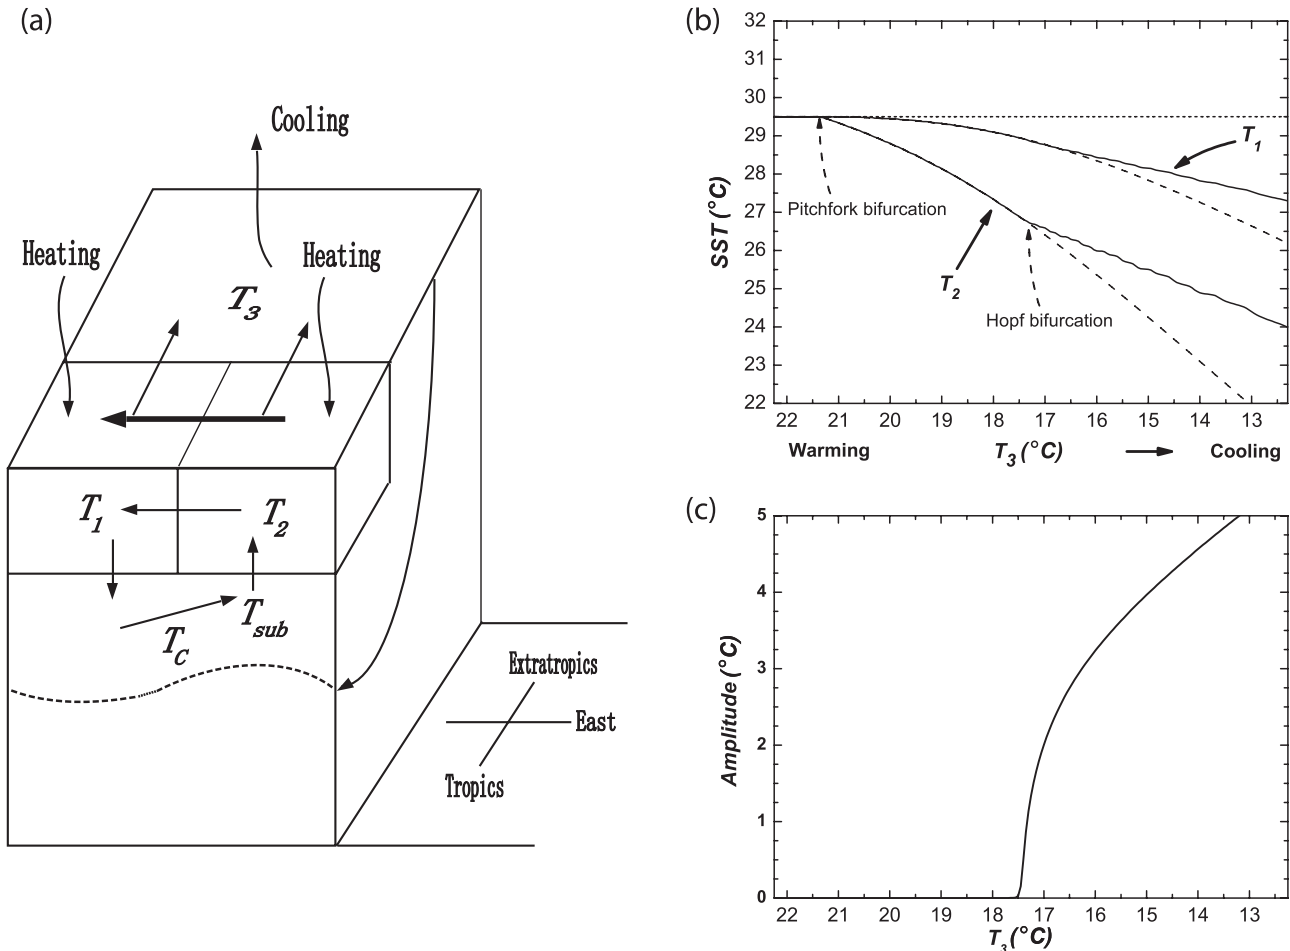 (a)
Cooling
Heating
Heating
T3
T1
T2
Tsub
TC
Extratropics
East
Tropics
(b)
32
31
30
29
28
27
26
25
24
23
22
SST (°C)
T1
Pitchfork bifurcation
T2
Hopf bifurcation
22 21 20 19 18 17 16 15 14 13
Warming T3 (°C) Cooling
(c)
5
4
3
2
1
0
Amplitude (°C)
22 21 20 19 18 17 16 15 14 13
T3 (°C)